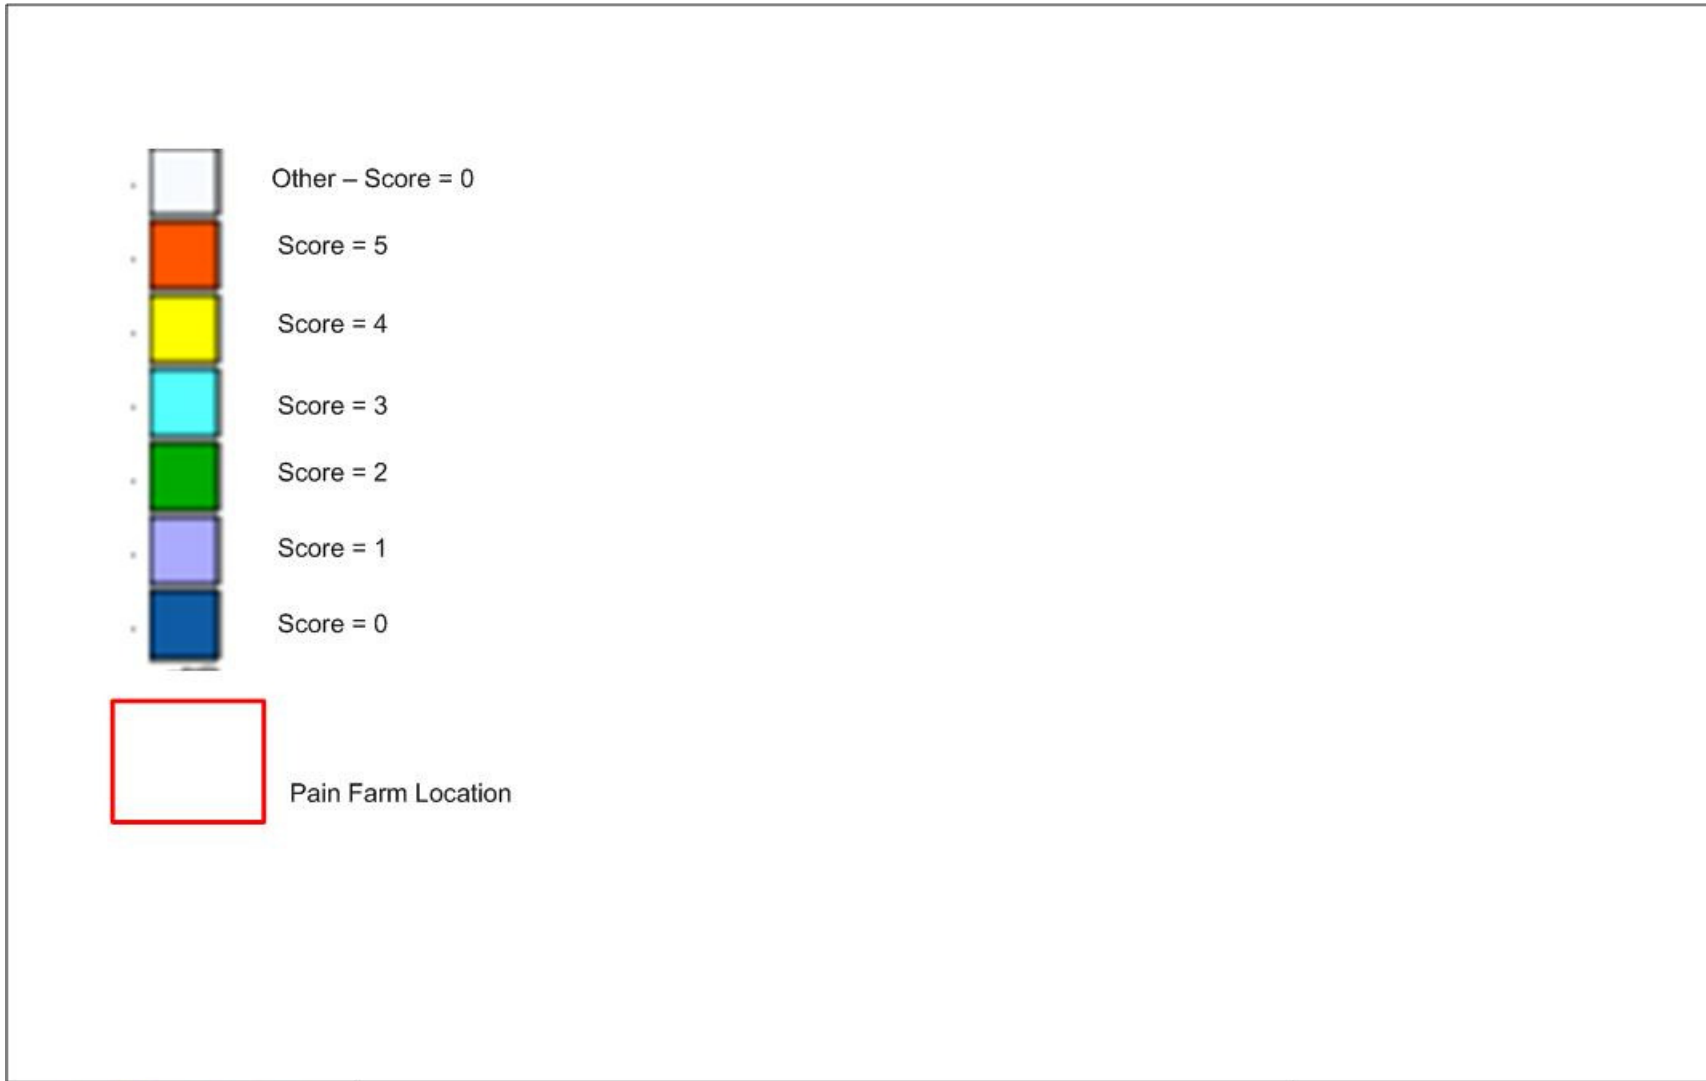 Other – Score = 0
Score = 5
Score = 4
Score = 3
Score = 2
Score = 1
Score = 0
Pain Farm Location